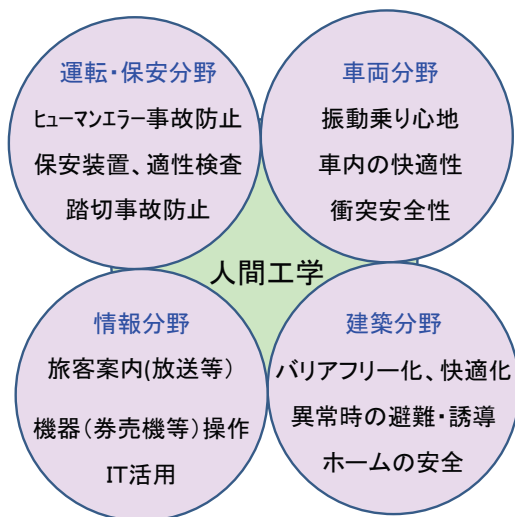 運転・保安分野
ヒューマンエラー事故防止
保安装置、適性検査
踏切事故防止
車両分野
振動乗り心地
車内の快適性
衝突安全性
人間工学
情報分野
旅客案内(放送等)
機器(券売機等)操作
IT活用
建築分野
バリアフリー化、快適化
異常時の避難・誘導
ホームの安全